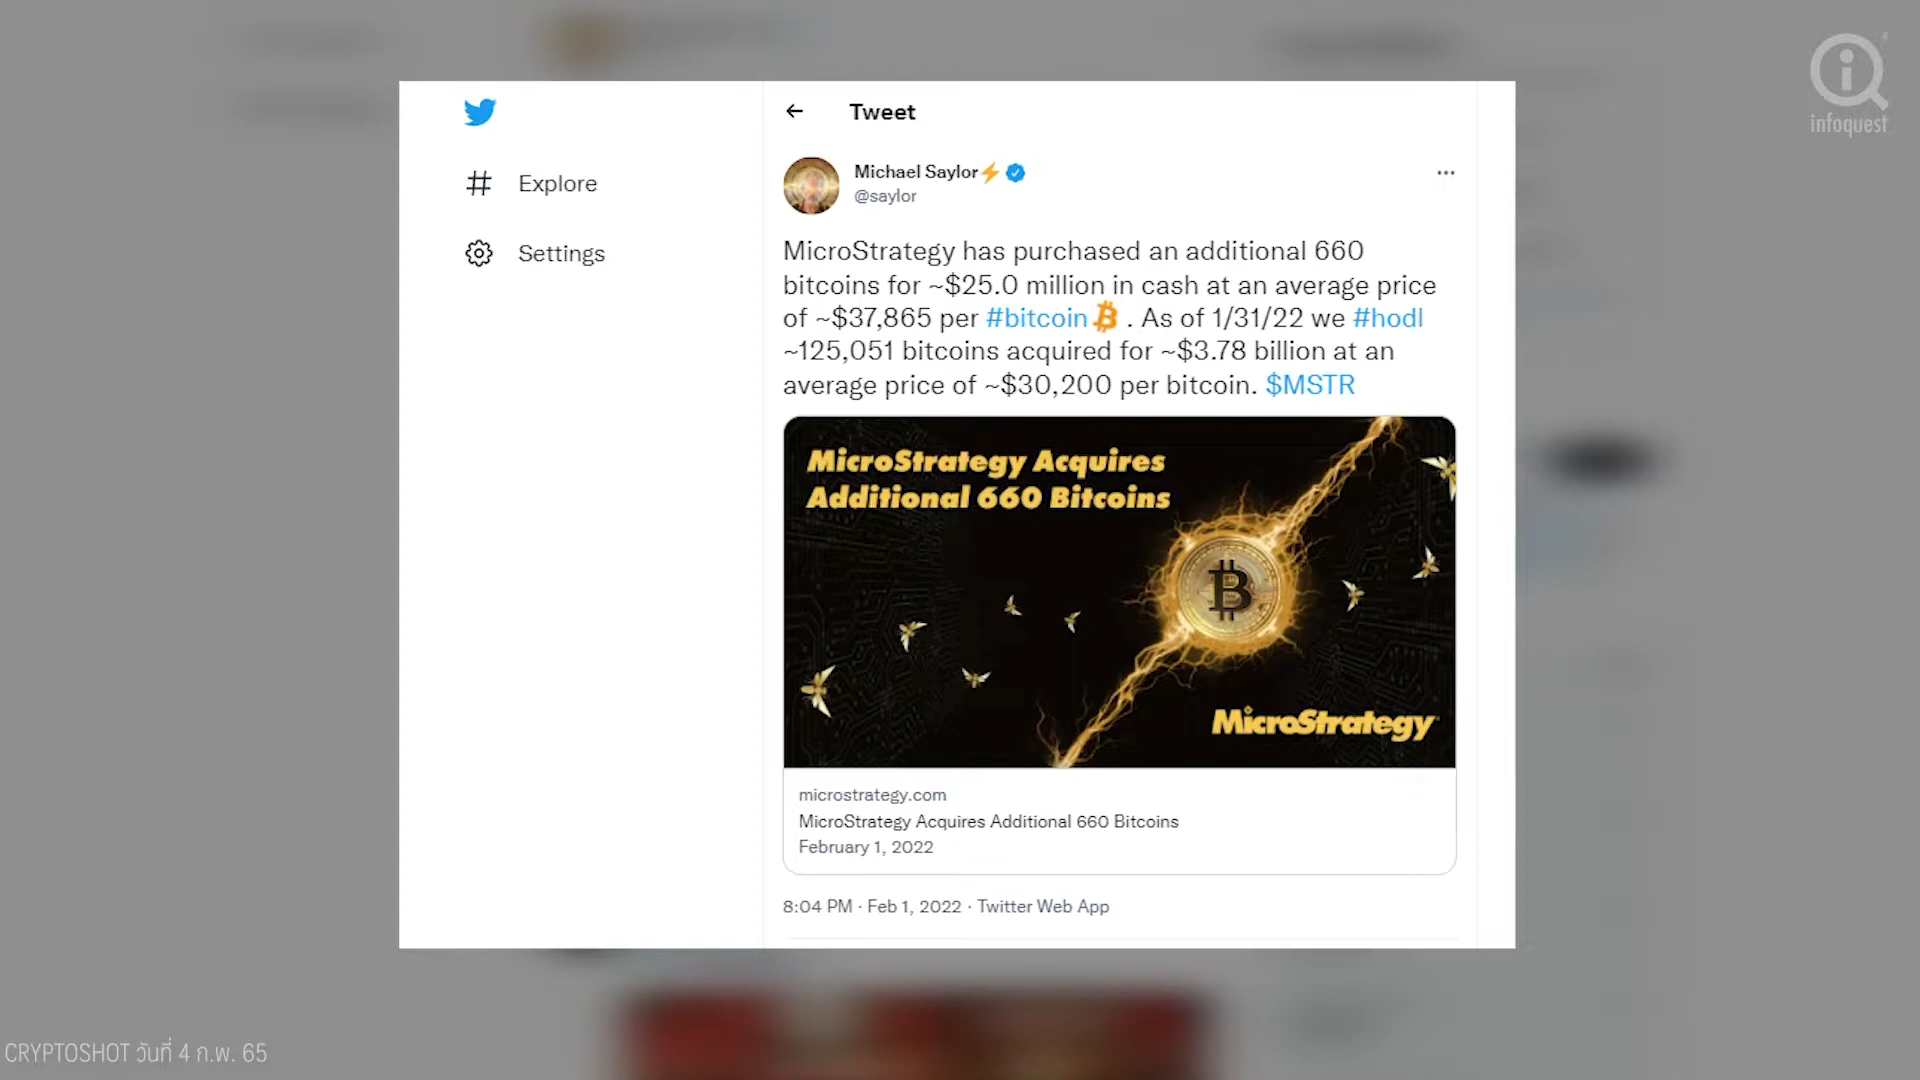 infoquest
Tweet
Michael Saylor⚡
@saylor
Explore
Settings
MicroStrategy has purchased an additional 660
bitcoins for ~$25.0 million in cash at an average price
of ~$37,865 per #bitcoin . As of 1/31/22 we #hodl
~125,051 bitcoins acquired for ~$3.78 billion at an
average price of ~$30,200 per bitcoin. $MSTR
MicroStrategy Acquires
Additional 660 Bitcoins
MicroStrategy
microstrategy.com
MicroStrategy Acquires Additional 660 Bitcoins
February 1, 2022
8:04 PM · Feb 1, 2022 · Twitter Web App
CRYPTOSHOT วันที่ 4 ก.พ. 65